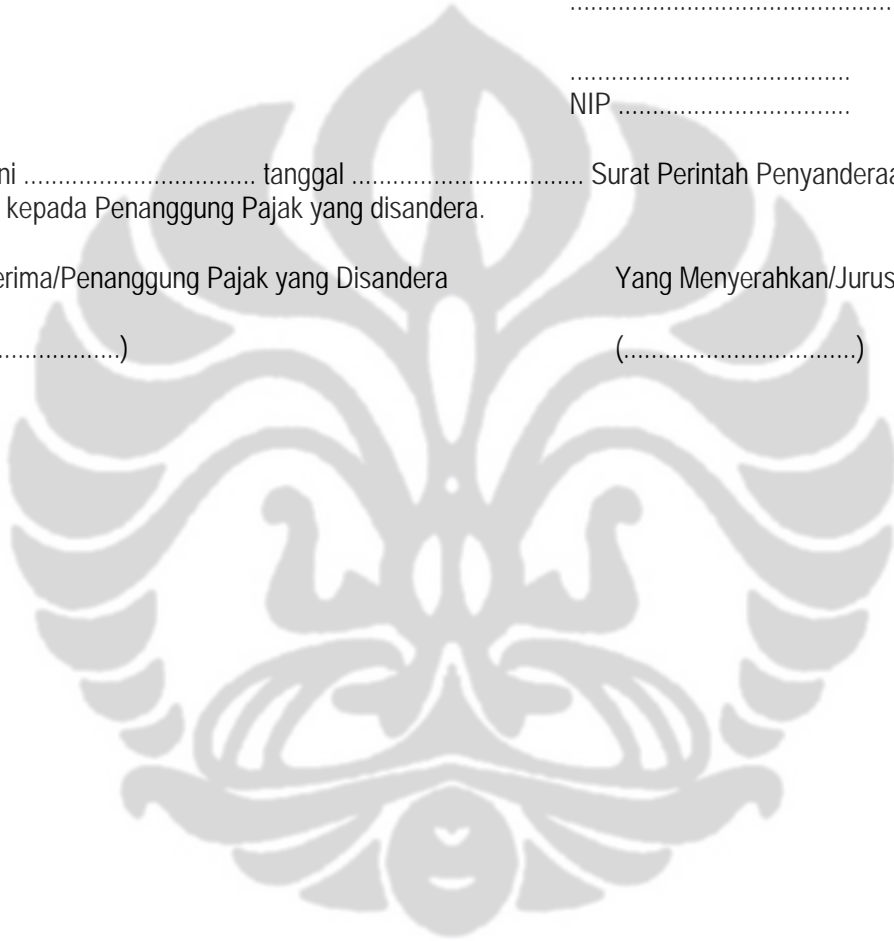 ...............................................
.........................................
NIP ..................................
ni .................................. tanggal .................................. Surat Perintah Penyanderaa
kepada Penanggung Pajak yang disandera.
erima/Penanggung Pajak yang Disandera Yang Menyerahkan/Jurus
...................) (..................................)